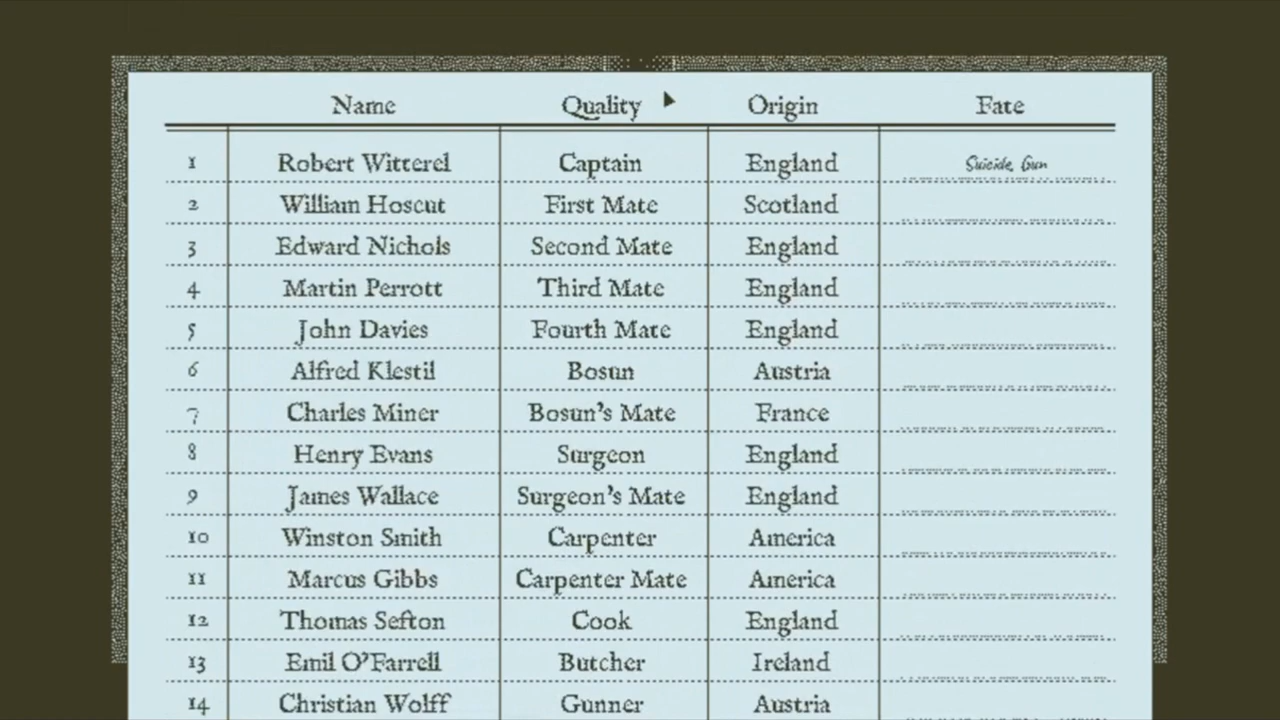 Name Quality Origin Fate
1 Robert Witterel Captain England Suicide, Gun
2 William Hoscut First Mate Scotland
3 Edward Nichols Second Mate England
4 Martin Perrott Third Mate England
5 John Davies Fourth Mate England
6 Alfred Klestil Bosun Austria
7 Charles Miner Bosun's Mate France
8 Henry Evans Surgeon England
9 James Wallace Surgeon's Mate England
10 Winston Smith Carpenter America
11 Marcus Gibbs Carpenter Mate America
12 Thomas Sefton Cook England
13 Emil O'Farrell Butcher Ireland
14 Christian Wolff Gunner Austria